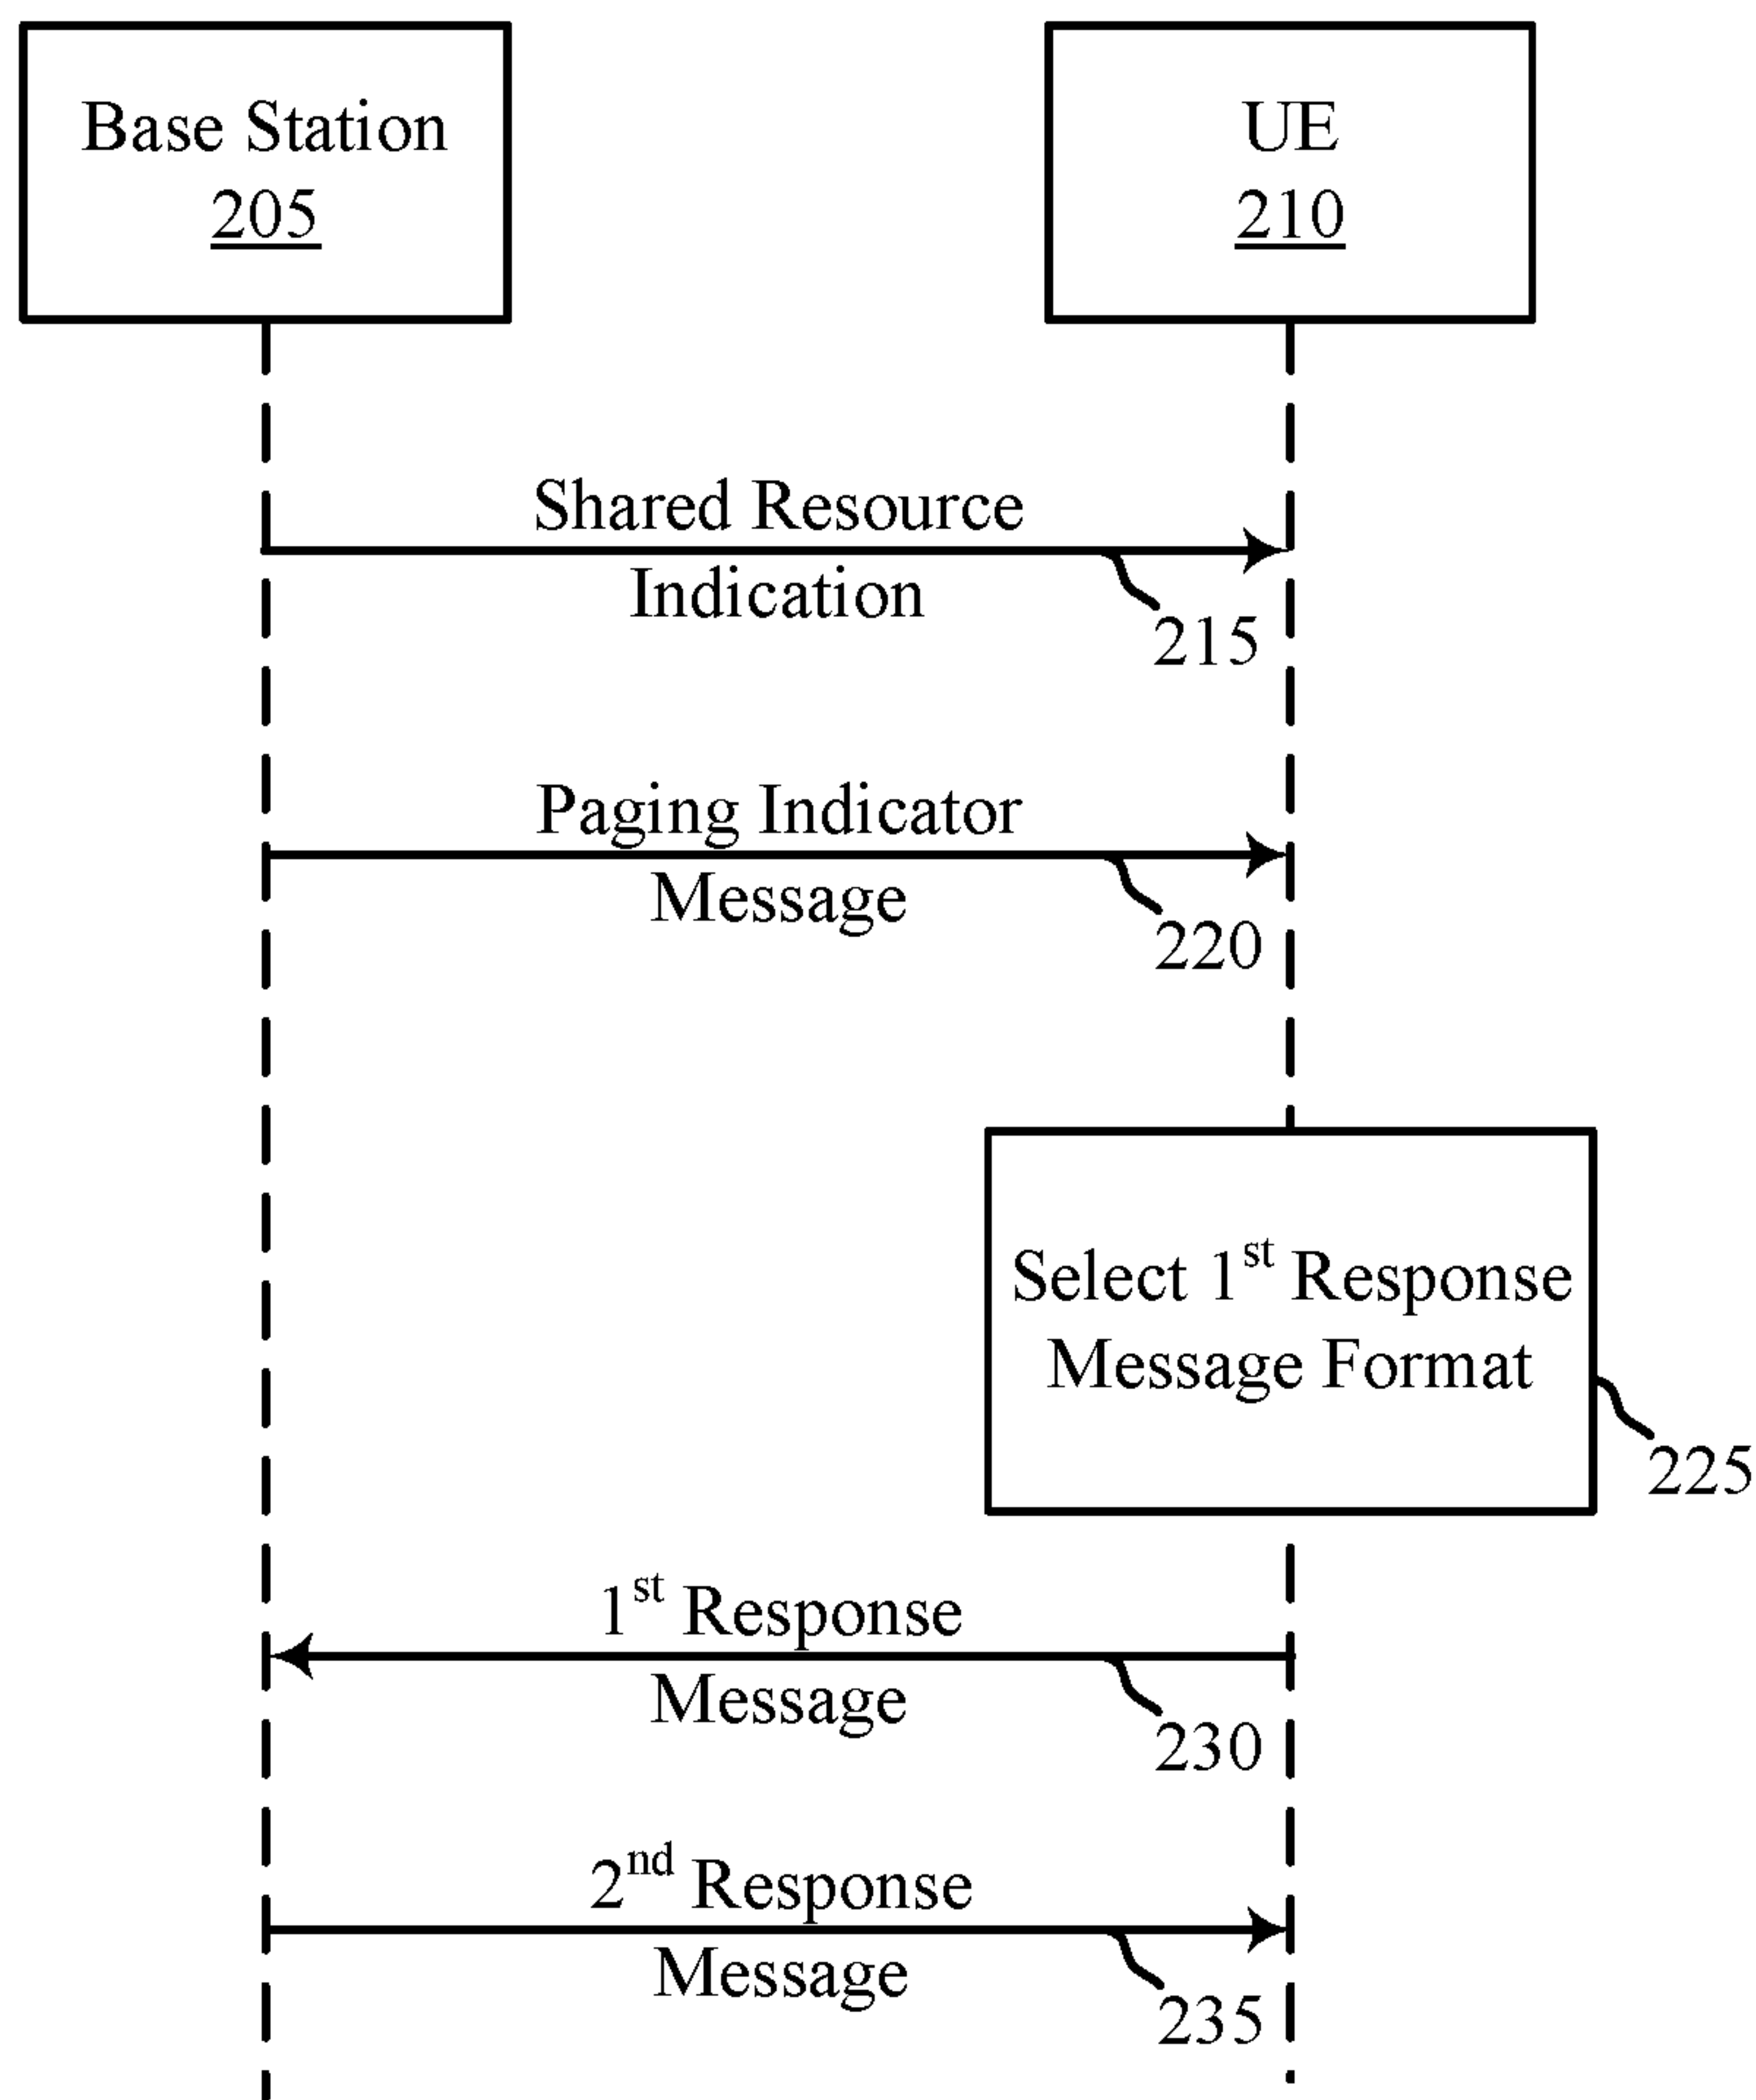 Base Station
205
UE
210
Shared Resource
Indication
215
Paging Indicator
Message
220
Select 1st Response
Message Format
225
1st Response
Message
230
2nd Response
Message
235